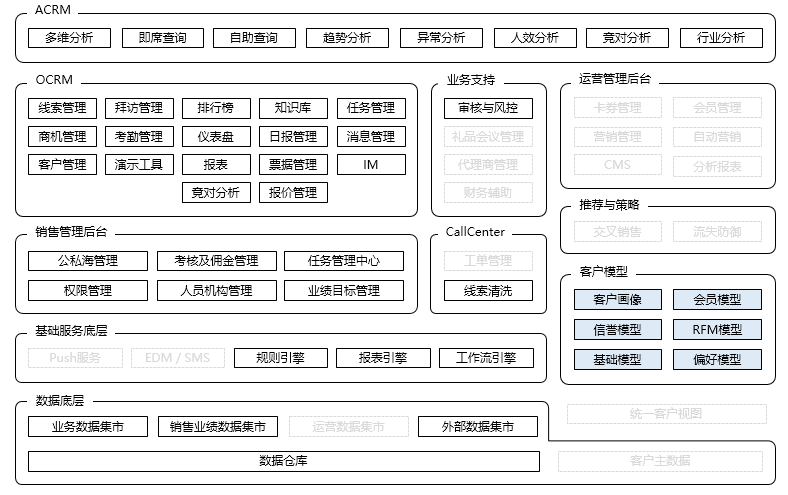 ACRM
多维分析 即席查询 自助查询 趋势分析 异常分析 人效分析 竞对分析 行业分析
OCRM
线索管理 拜访管理 排行榜 知识库 任务管理
商机管理 考勤管理 仪表盘 日报管理 消息管理
客户管理 演示工具 报表 票据管理 IM
竞对分析 报价管理
业务支持
审核与风控
礼品会议管理
代理商管理
财务辅助
运营管理后台
卡券管理 会员管理
营销管理 自动营销
CMS 分析报表
推荐与策略
交叉销售 流失防御
销售管理后台
公私海管理 考核及佣金管理 任务管理中心
权限管理 人员机构管理 业绩目标管理
CallCenter
工单管理
线索清洗
客户模型
客户画像 会员模型
信誉模型 RFM模型
基础模型 偏好模型
基础服务底层
Push服务 EDM / SMS 规则引擎 报表引擎 工作流引擎
数据底层
业务数据集市 销售业绩数据集市 运营数据集市 外部数据集市
统一客户视图
数据仓库 客户主数据